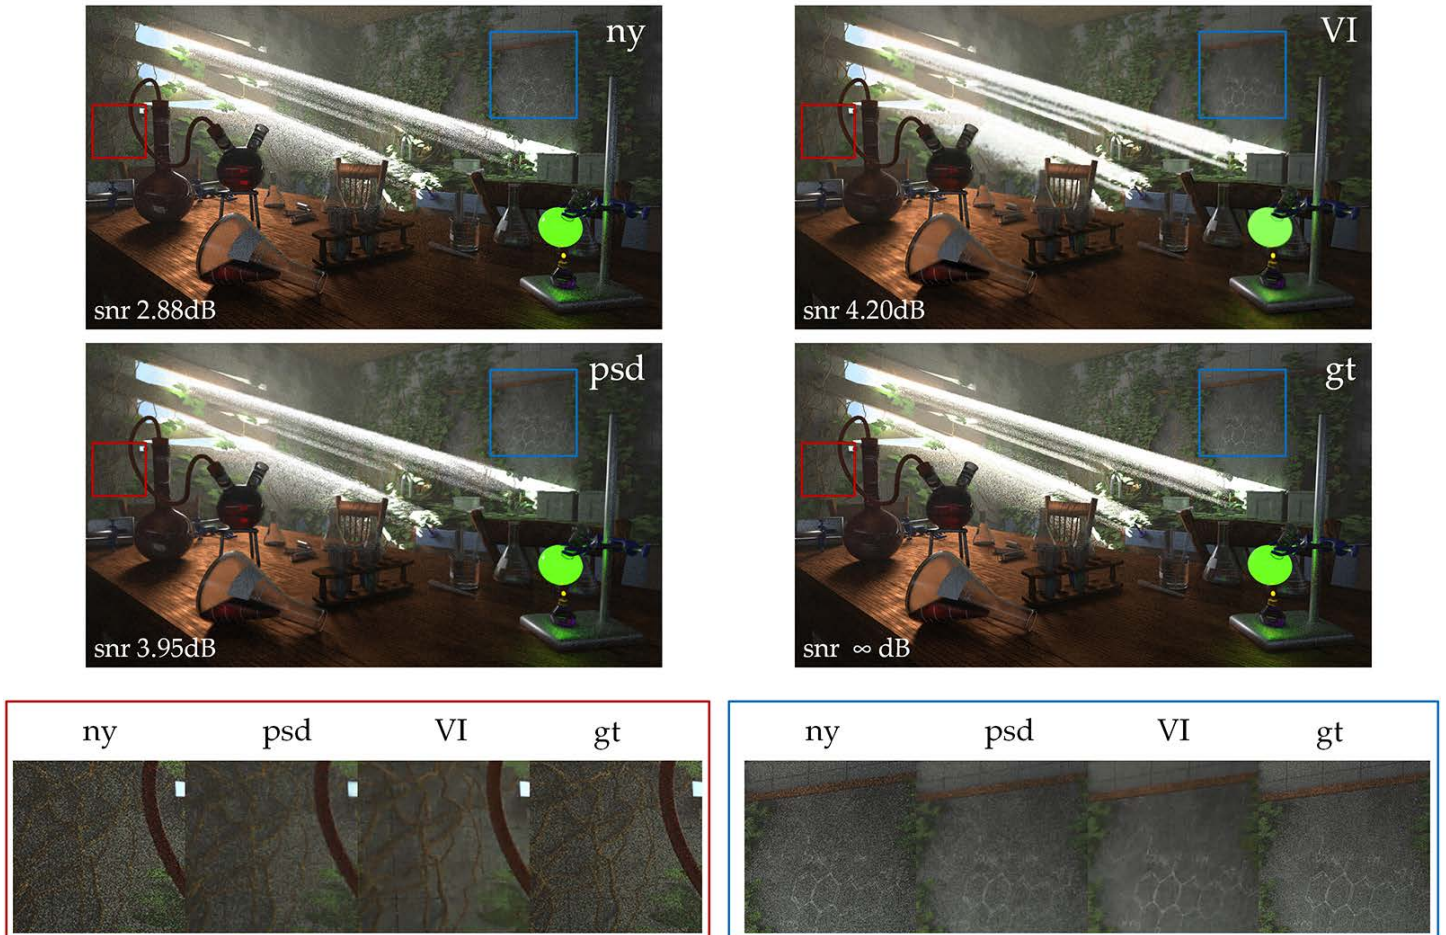 ny
VI
snr 2.88dB
snr 4.20dB
psd
gt
snr 3.95dB
snr ∞ dB
ny psd VI gt
ny psd VI gt